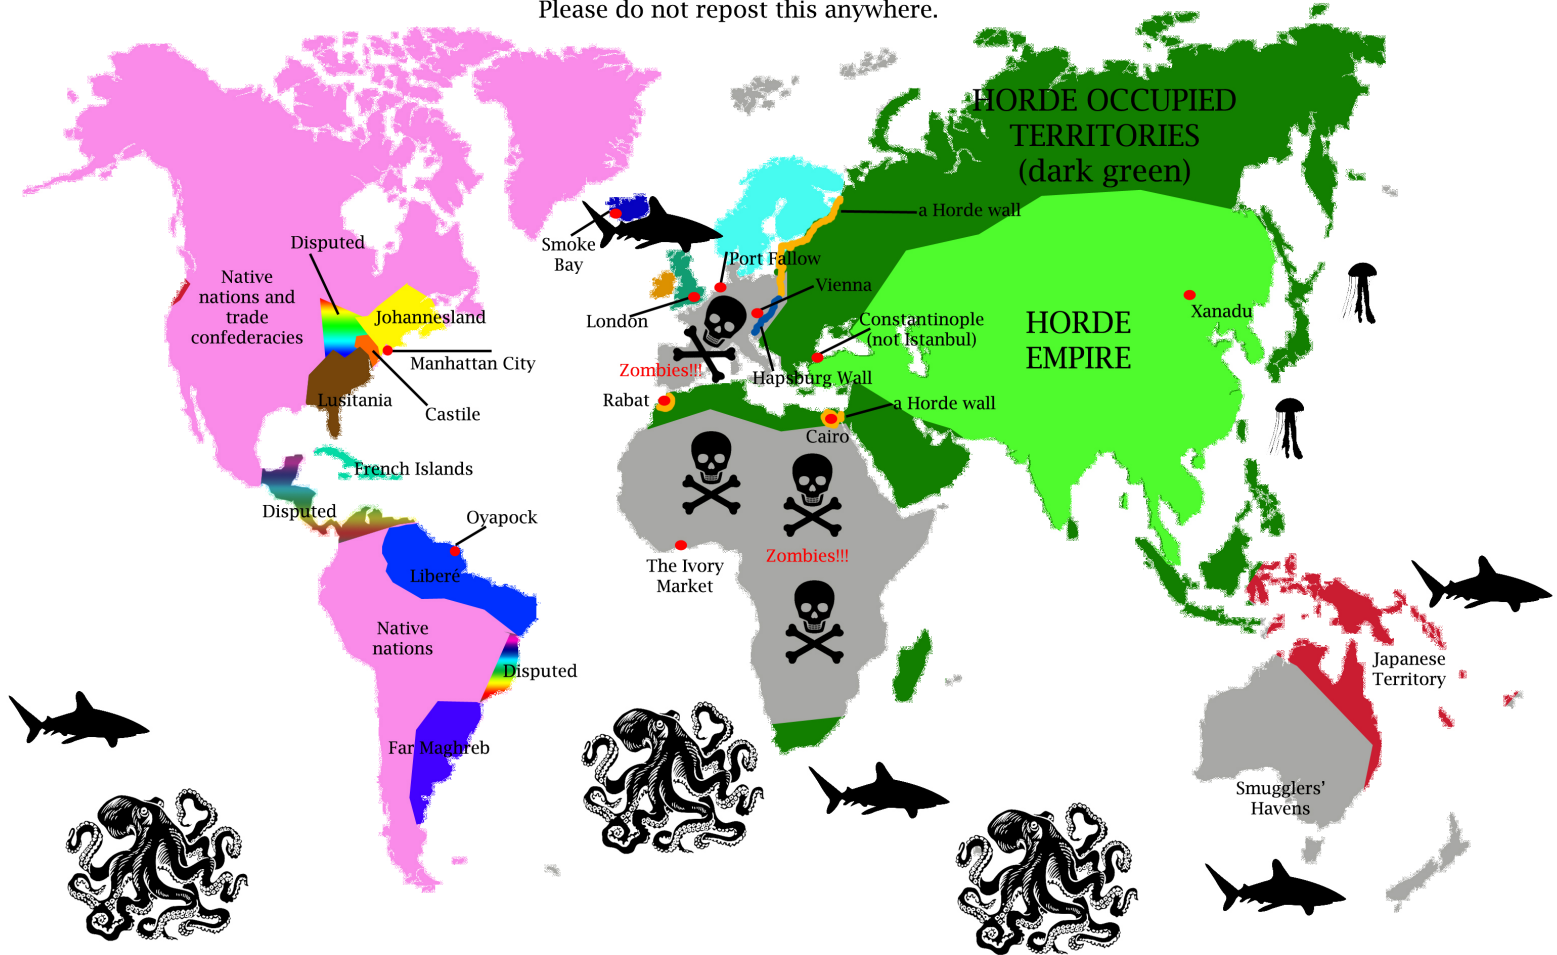 Please do not repost this anywhere.
HORDE OCCUPIED
TERRITORIES
(dark green)
a Horde wall
Smoke
Bay
Disputed
Port Fallow
Native
nations and
trade
confederacies
Vienna
Johannesland
London
Constantinople
(not Istanbul)
Xanadu
HORDE
EMPIRE
Manhattan City
Zombies!!!
Hapsburg Wall
Lusitania
Castile
Rabat
a Horde wall
Cairo
French Islands
Disputed
Oyapock
Liberé
The Ivory
Market
Zombies!!!
Native
nations
Disputed
Japanese
Territory
Far Maghreb
Smugglers'
Havens